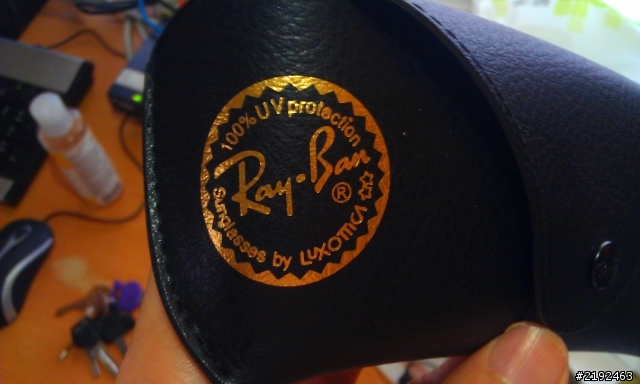 100% UV protection
Ray-Ban ®
Sunglasses by LUXOTTICA
#2192463